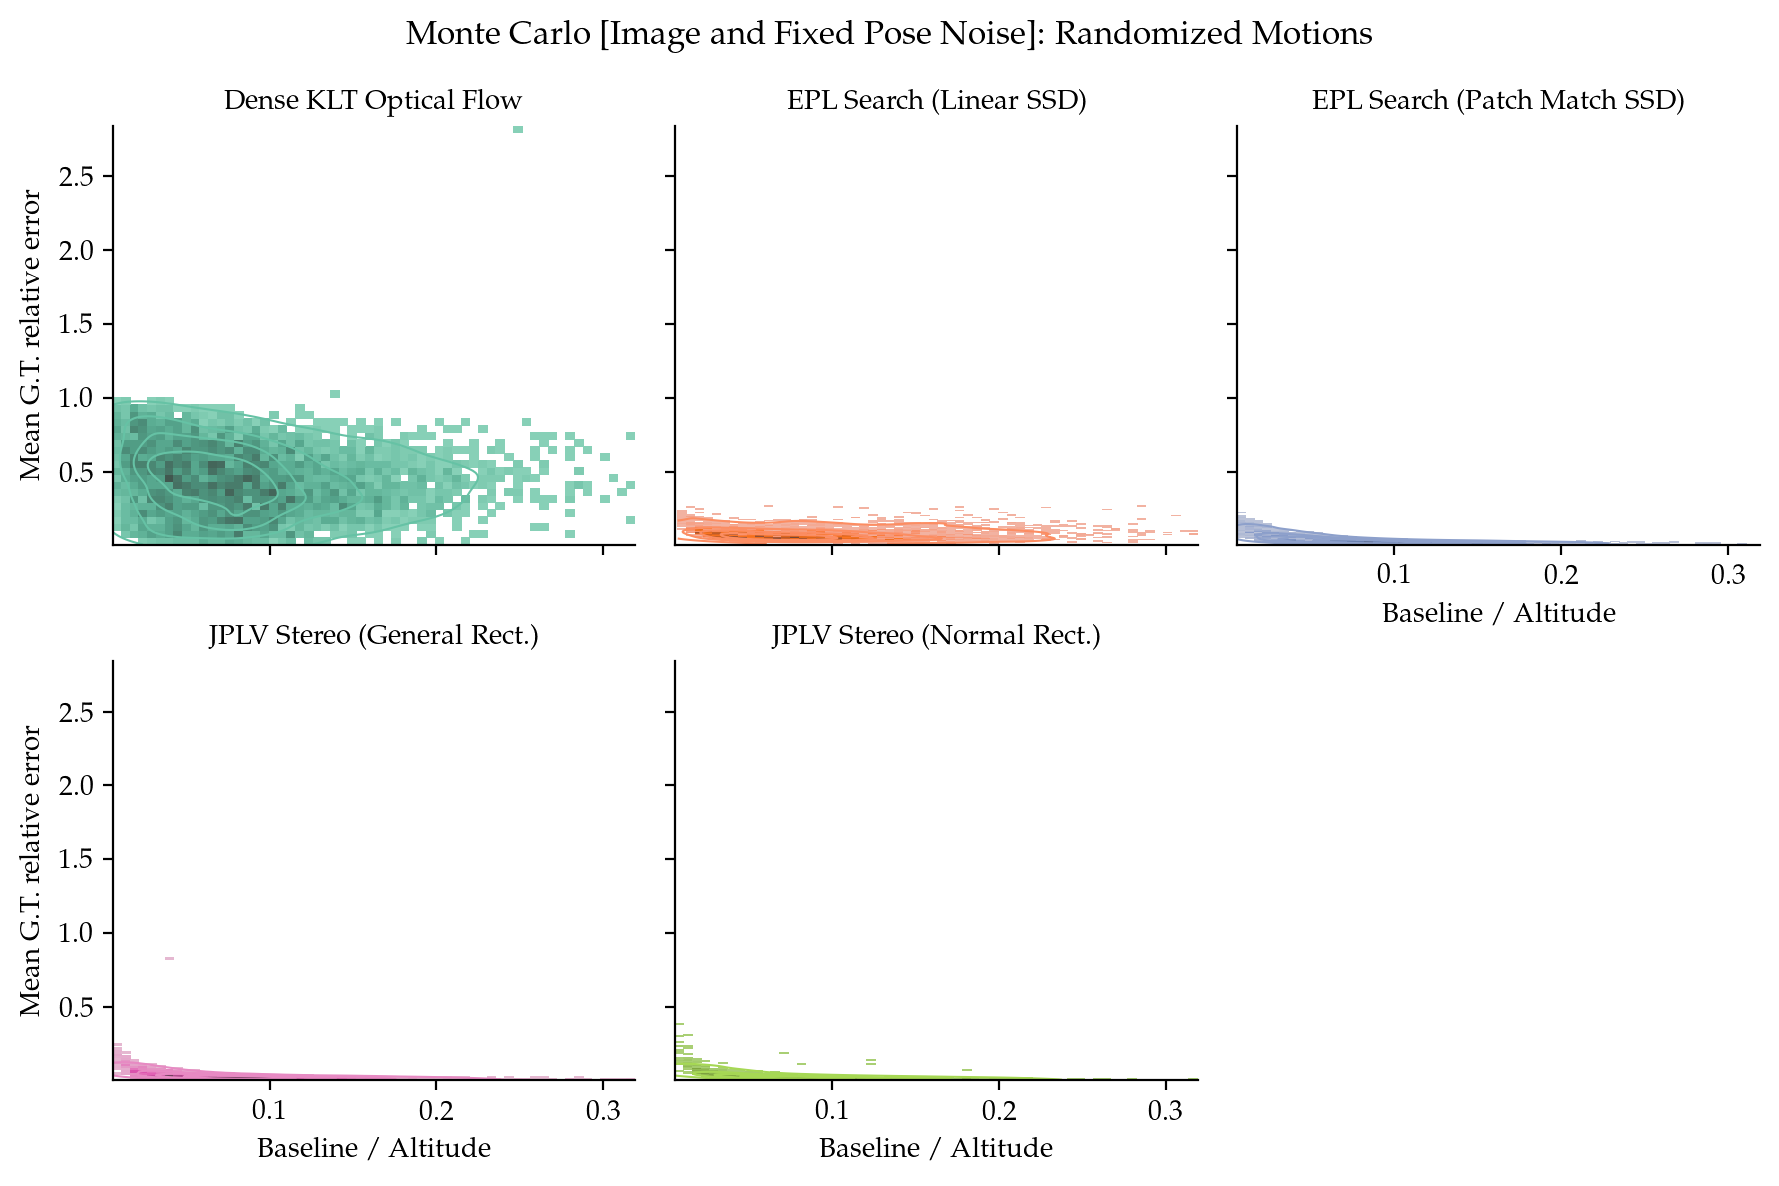 Monte Carlo [Image and Fixed Pose Noise]: Randomized Motions
Dense KLT Optical Flow
EPL Search (Linear SSD)
EPL Search (Patch Match SSD)
Mean G.T. relative error
2.5
2.0
1.5
1.0
0.5
0.1
0.2
0.3
Baseline / Altitude
JPLV Stereo (General Rect.)
JPLV Stereo (Normal Rect.)
Mean G.T. relative error
2.5
2.0
1.5
1.0
0.5
0.1
0.2
0.3
Baseline / Altitude
0.1
0.2
0.3
Baseline / Altitude